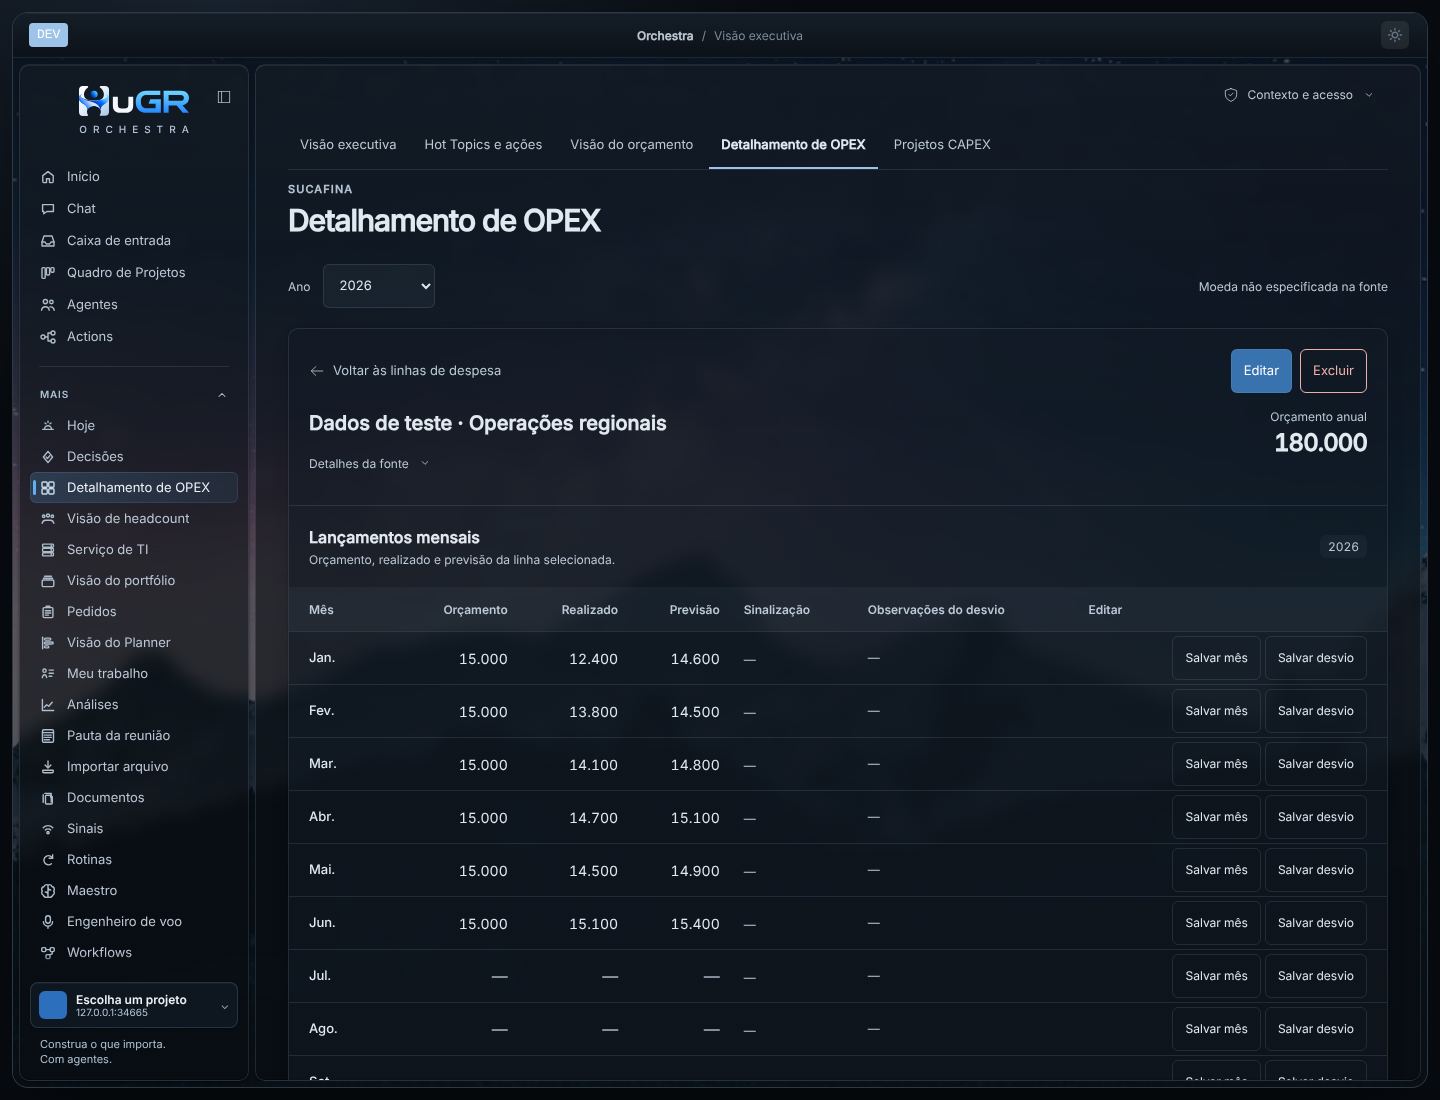 DEV
Orchestra / Visão executiva
HuGR
ORCHESTRA
Início
Chat
Caixa de entrada
Quadro de Projetos
Agentes
Actions
MAIS
Hoje
Decisões
Detalhamento de OPEX
Visão de headcount
Serviço de TI
Visão do portfólio
Pedidos
Visão do Planner
Meu trabalho
Análises
Pauta da reunião
Importar arquivo
Documentos
Sinais
Rotinas
Maestro
Engenheiro de voo
Workflows
Escolha um projeto
127.0.0.1:34665
Construa o que importa.
Com agentes.
Contexto e acesso
Visão executiva Hot Topics e ações Visão do orçamento Detalhamento de OPEX Projetos CAPEX
SUCAFINA
Detalhamento de OPEX
Ano 2026 Moeda não especificada na fonte
Voltar às linhas de despesa Editar Excluir
Dados de teste · Operações regionais
Orçamento anual
180.000
Detalhes da fonte
Lançamentos mensais
Orçamento, realizado e previsão da linha selecionada.
2026
Mês Orçamento Realizado Previsão Sinalização Observações do desvio Editar
Jan. 15.000 12.400 14.600 — — Salvar mês Salvar desvio
Fev. 15.000 13.800 14.500 — — Salvar mês Salvar desvio
Mar. 15.000 14.100 14.800 — — Salvar mês Salvar desvio
Abr. 15.000 14.700 15.100 — — Salvar mês Salvar desvio
Mai. 15.000 14.500 14.900 — — Salvar mês Salvar desvio
Jun. 15.000 15.100 15.400 — — Salvar mês Salvar desvio
Jul. — — — — — Salvar mês Salvar desvio
Ago. — — — — — Salvar mês Salvar desvio